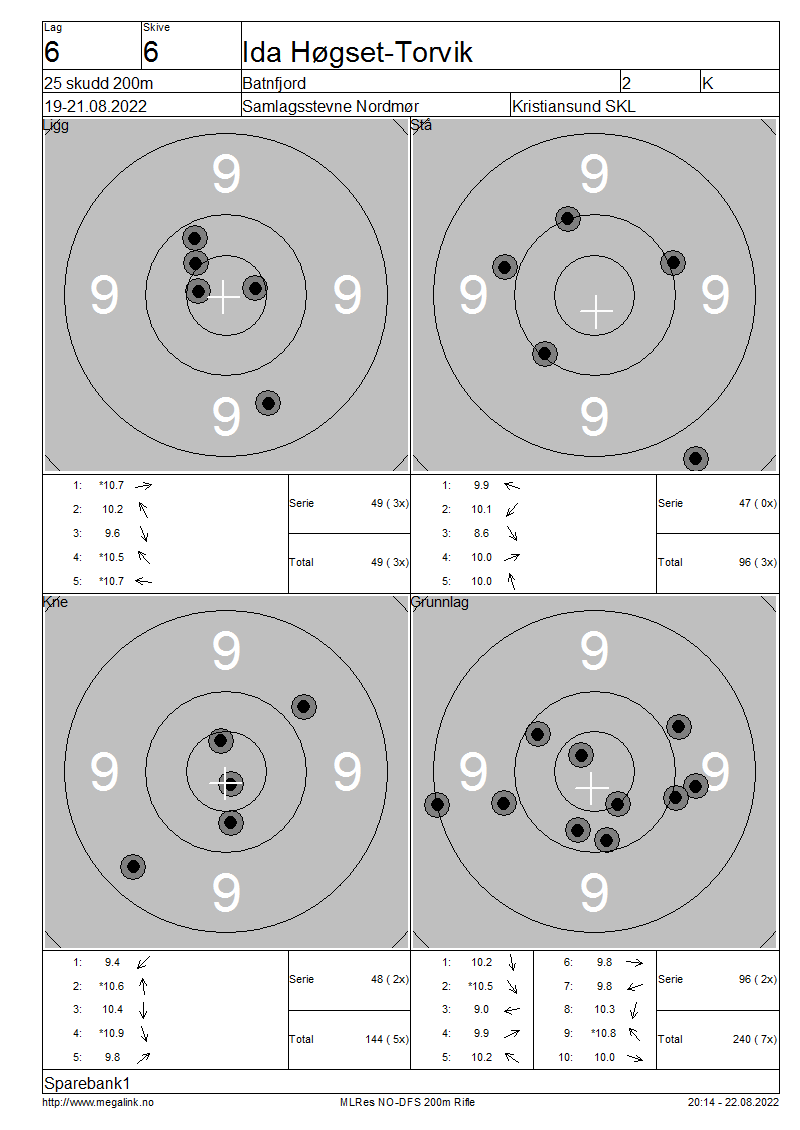 Lag Skive
6 6 Ida Høgset-Torvik
25 skudd 200m Batnfjord 2 K
19-21.08.2022 Samlagsstevne Nordmør Kristiansund SKL
Ligg
9
9 9
9
1: *10.7
2: 10.2
3: 9.6
4: *10.5
5: *10.7
Serie 49 ( 3x)
Total 49 ( 3x)
Stå
9
9 9
9
1: 9.9
2: 10.1
3: 8.6
4: 10.0
5: 10.0
Serie 47 ( 0x)
Total 96 ( 3x)
Kne
9
9 9
9
1: 9.4
2: *10.6
3: 10.4
4: *10.9
5: 9.8
Serie 48 ( 2x)
Total 144 ( 5x)
Grunnlag
9
9 9
9
1: 10.2 6: 9.8
2: *10.5 7: 9.8
3: 9.0 8: 10.3
4: 9.9 9: *10.8
5: 10.2 10: 10.0
Serie 96 ( 2x)
Total 240 ( 7x)
Sparebank1
http://www.megalink.no MLRes NO-DFS 200m Rifle 20:14 - 22.08.2022